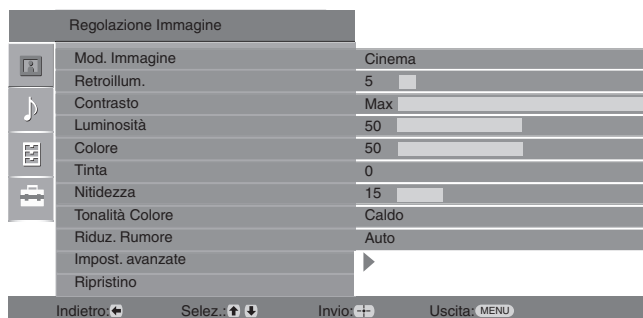 Regolazione Immagine
Mod. Immagine Cinema
Retroillum. 5
Contrasto Max
Luminosità 50
Colore 50
Tinta 0
Nitidezza 15
Tonalità Colore Caldo
Riduz. Rumore Auto
Impost. avanzate
Ripristino
Indietro: Selez.: Invio: Uscita: MENU